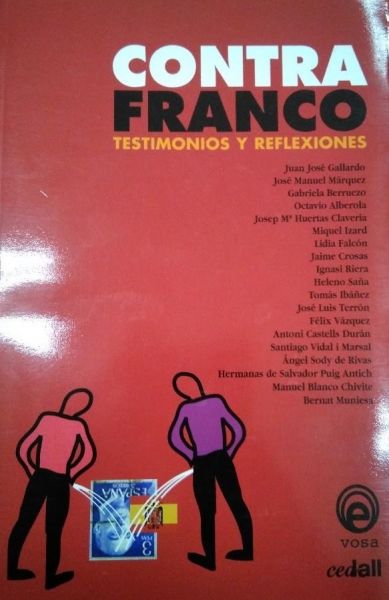 CONTRA
FRANCO
TESTIMONIOS Y REFLEXIONES
Juan José Gallardo
José Manuel Márquez
Gabriela Berruezo
Octavio Alberola
Josep Mª Huertas Claveria
Miquel Izard
Lidia Falcón
Jaime Crosas
Ignasi Riera
Heleno Saña
Tomás Ibáñez
José Luis Terrón
Félix Vázquez
Antoni Castells Durán
Santiago Vidal i Marsal
Ángel Sody de Rivas
Hermanas de Salvador Puig Antich
Manuel Blanco Chivite
Bernat Muniesa
ESPAÑA
CORREOS
3
PTAS
e
vosa
cedall